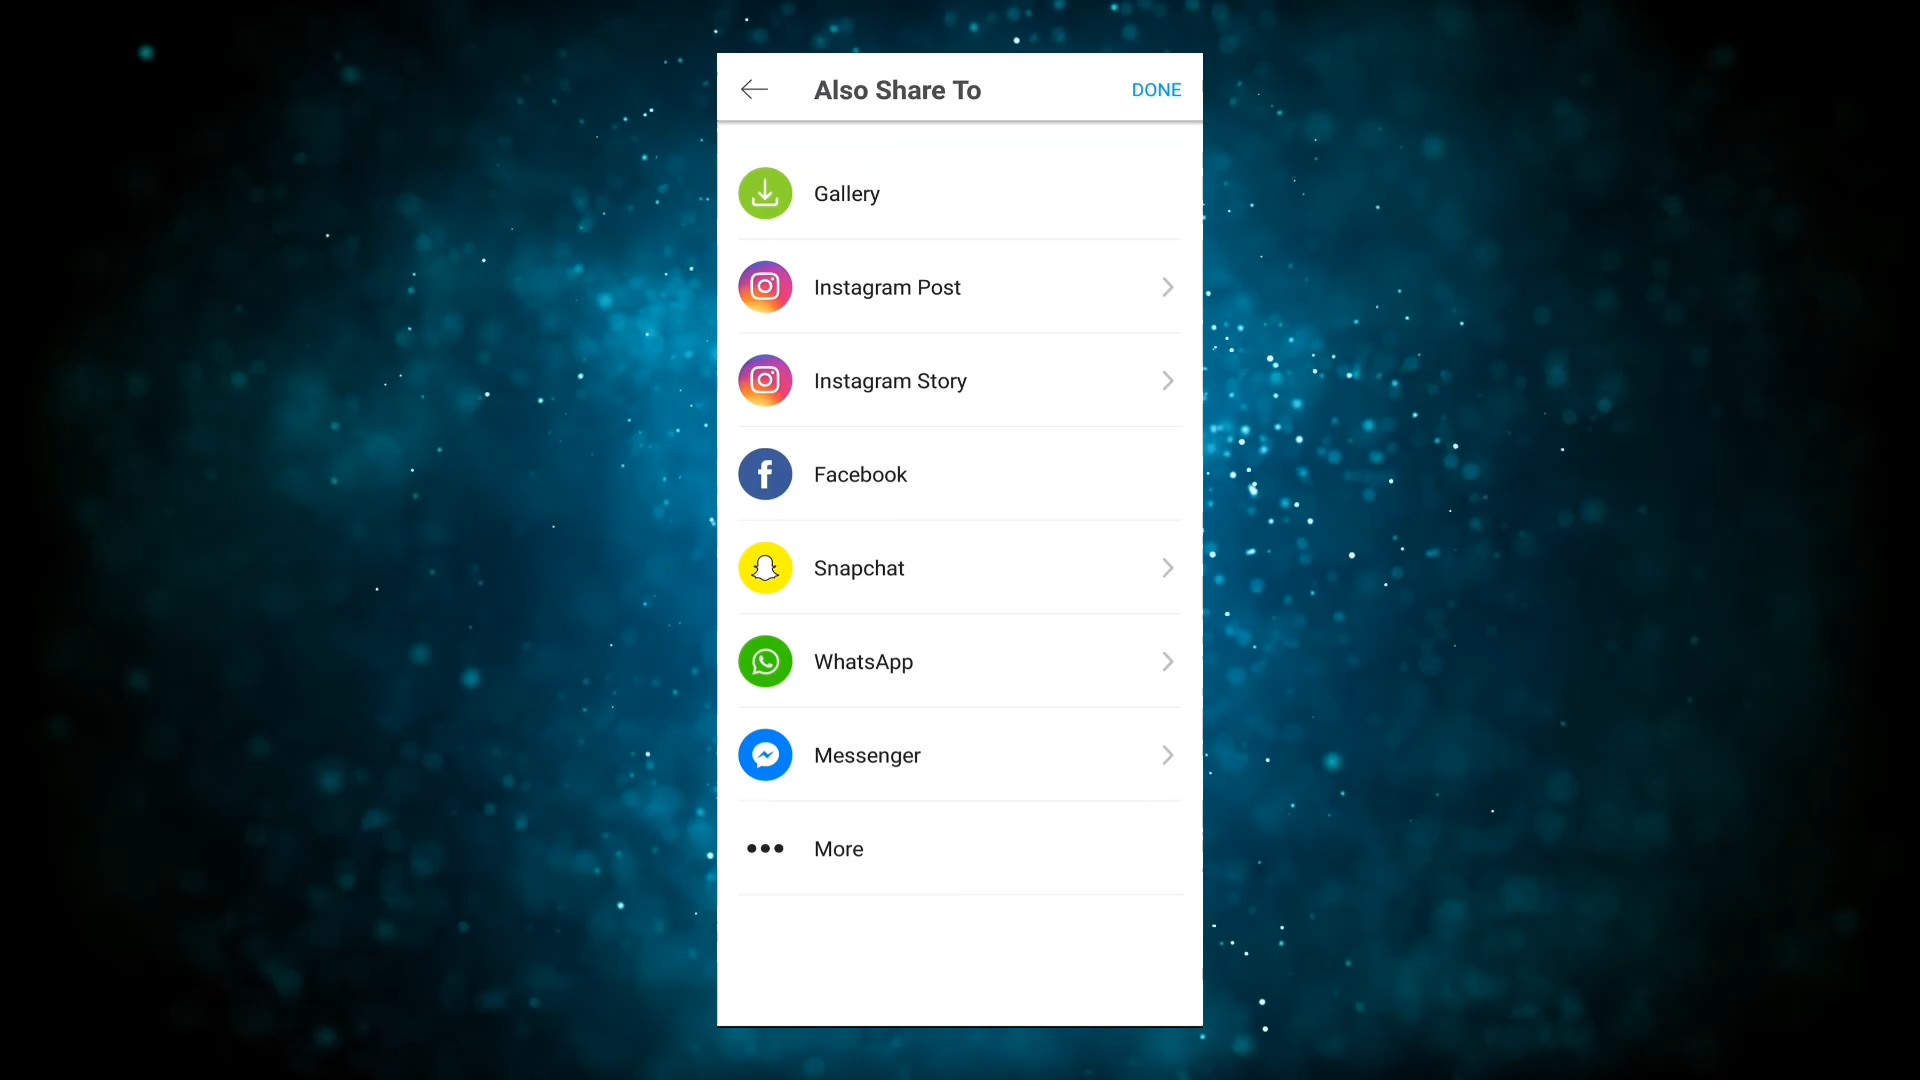 Also Share To
DONE
Gallery
Instagram Post
Instagram Story
Facebook
Snapchat
WhatsApp
Messenger
More